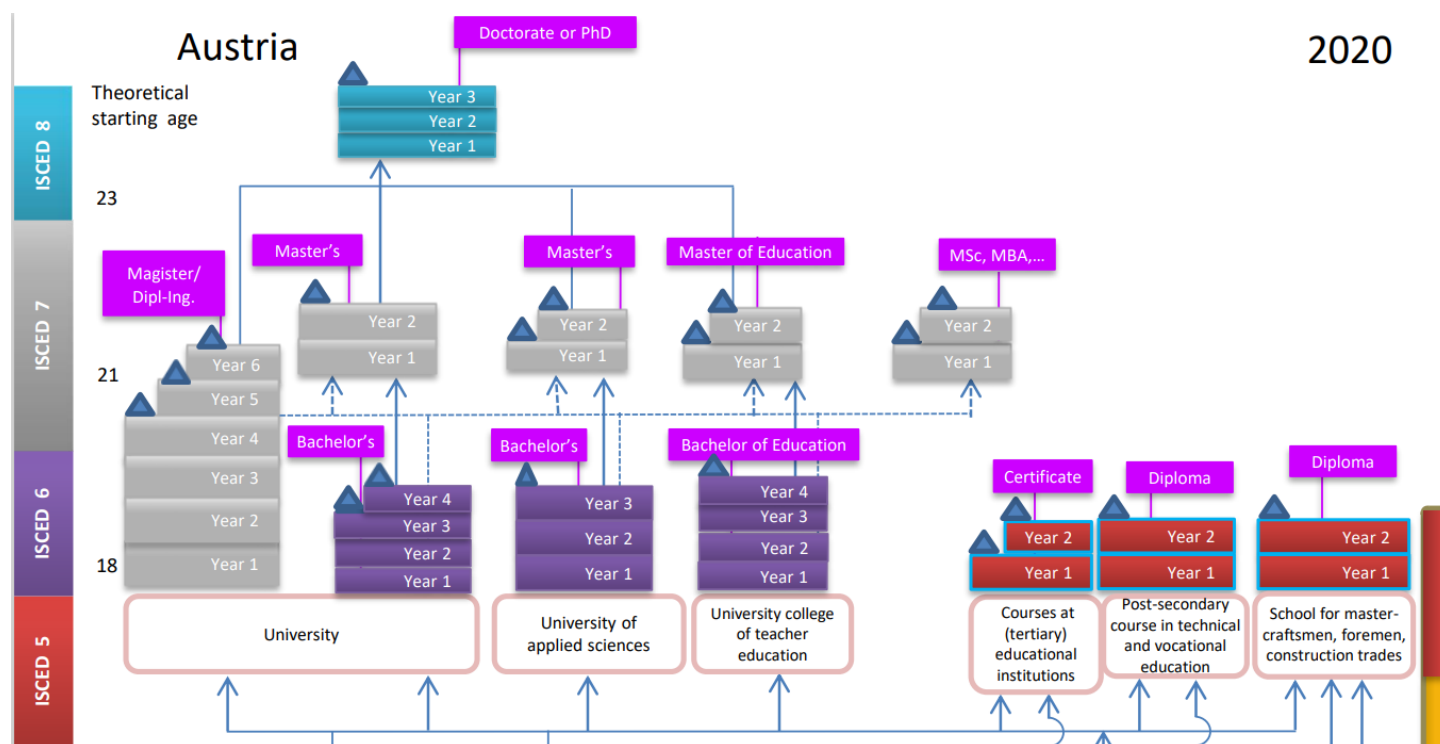 Austria
2020
Theoretical
starting age
23
21
18
ISCED 8
ISCED 7
ISCED 6
ISCED 5
Doctorate or PhD
Year 3
Year 2
Year 1
Magister/
Dipl-Ing.
Year 6
Year 5
Year 4
Year 3
Year 2
Year 1
Master's
Year 2
Year 1
Master's
Year 2
Year 1
Master of Education
Year 2
Year 1
MSc, MBA,...
Year 2
Year 1
Bachelor's
Year 4
Year 3
Year 2
Year 1
Bachelor's
Year 3
Year 2
Year 1
Bachelor of Education
Year 4
Year 3
Year 2
Year 1
Certificate
Year 2
Year 1
Diploma
Year 2
Year 1
Diploma
Year 2
Year 1
University
University of
applied sciences
University college
of teacher
education
Courses at
(tertiary)
educational
institutions
Post-secondary
course in technical
and vocational
education
School for master-
craftsmen, foremen,
construction trades